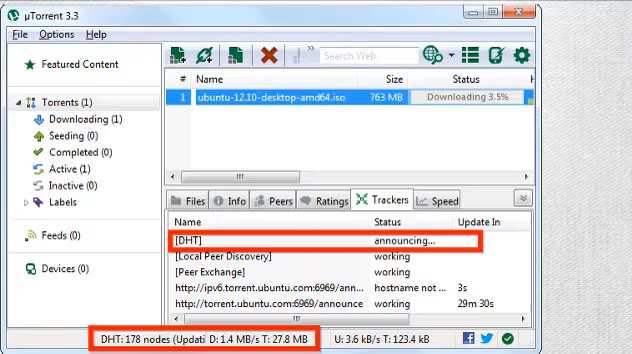 µTorrent 3.3
File Options Help
Featured Content
Search Web
# Name Size Status
1 ubuntu-12.10-desktop-amd64.iso 763 MB Downloading 3.5%
Torrents (1)
Downloading (1)
Seeding (0)
Completed (0)
Active (1)
Inactive (0)
Labels
Feeds (0)
Devices (0)
Files Info Peers Ratings Trackers Speed
Name Status Update In
[DHT] announcing...
[Local Peer Discovery] working
[Peer Exchange] working
http://ipv6.torrent.ubuntu.com:6969/ann... hostname not ... 3s
http://torrent.ubuntu.com:6969/announce working 29m 30s
DHT: 178 nodes (Updati D: 1.4 MB/s T: 27.8 MB U: 3.6 kB/s T: 123.4 kB